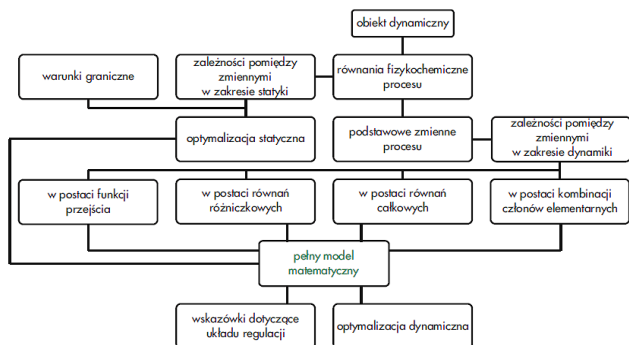 obiekt dynamiczny
warunki graniczne
zależności pomiędzy
zmiennymi
w zakresie statyki
równania fizykochemiczne
procesu
optymalizacja statyczna
podstawowe zmienne
procesu
zależności pomiędzy
zmiennymi
w zakresie dynamiki
w postaci funkcji
przejścia
w postaci równań
różniczkowych
w postaci równań
całkowych
w postaci kombinacji
członów elementarnych
pełny model
matematyczny
wskazówki dotyczące
układu regulacji
optymalizacja dynamiczna